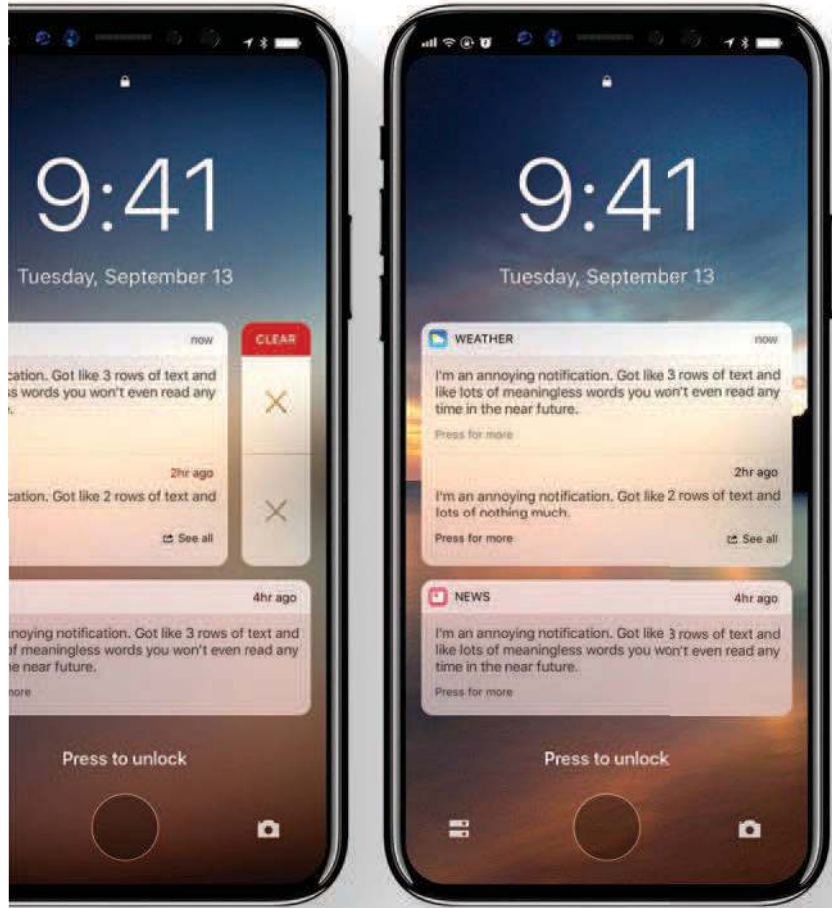 9:41
Tuesday, September 13
now
CLEAR
cation. Got like 3 rows of text and
ss words you won't even read any
2hr ago
cation. Got like 2 rows of text and
See all
4hr ago
nnoying notification. Got like 3 rows of text and
of meaningless words you won't even read any
e near future.
more
Press to unlock
9:41
Tuesday, September 13
WEATHER
now
I'm an annoying notification. Got like 3 rows of text and
like lots of meaningless words you won't even read any
time in the near future.
Press for more
2hr ago
I'm an annoying notification. Got like 2 rows of text and
lots of nothing much.
Press for more
See all
NEWS
4hr ago
I'm an annoying notification. Got like 3 rows of text and
like lots of meaningless words you won't even read any
time in the near future.
Press for more
Press to unlock